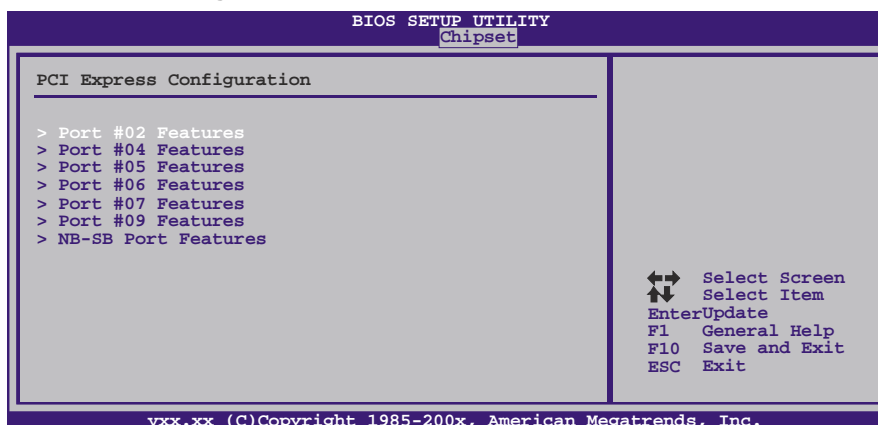 BIOS SETUP UTILITY
Chipset
PCI Express Configuration
> Port #02 Features
> Port #04 Features
> Port #05 Features
> Port #06 Features
> Port #07 Features
> Port #09 Features
> NB-SB Port Features
Select Screen
Select Item
EnterUpdate
F1 General Help
F10 Save and Exit
ESC Exit
vxx.xx (C)Copyright 1985-200x, American Megatrends, Inc.